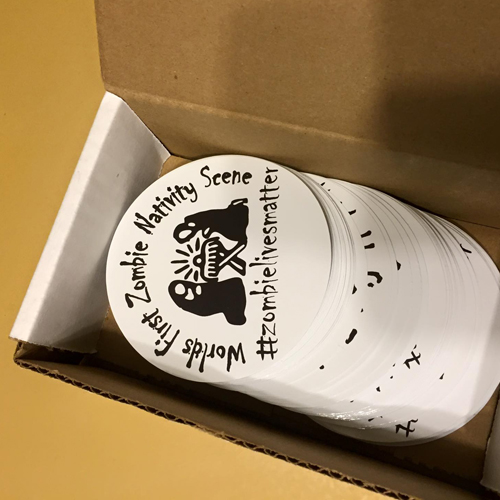 Worlds First Zombie Nativity Scene
#zombielivesmatter